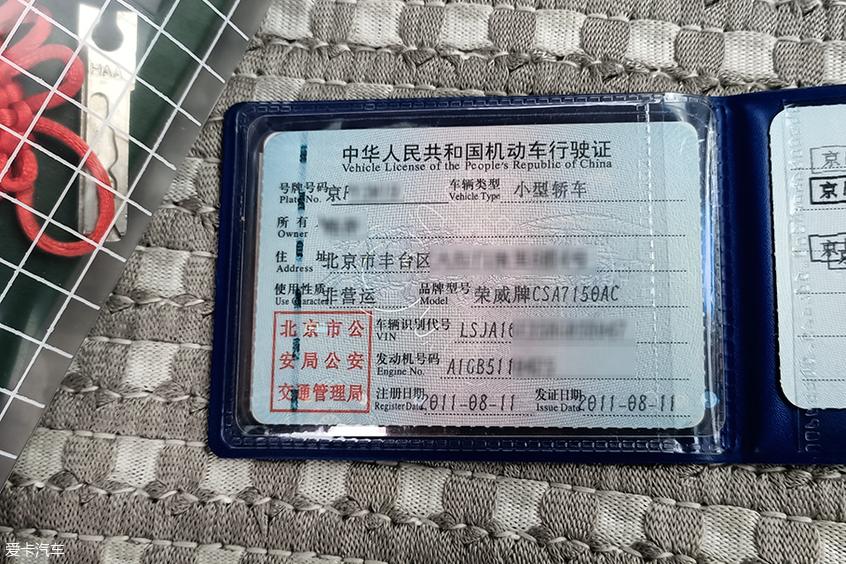 中华人民共和国机动车行驶证
Vehicle License of the People's Republic of China
号牌号码 京
Plate No.
车辆类型 小型轿车
Vehicle Type
所有人
Owner
住址 北京市丰台区
Address
使用性质 非营运
Use Character
品牌型号 荣威牌CSA7150AC
Model
北京市公
安局公安
交通管理局
车辆识别代号 LSJA16
VIN
发动机号码 A1GB511
Engine No.
注册日期 2011-08-11
Register Date
发证日期 2011-08-11
Issue Date
京
爱卡汽车